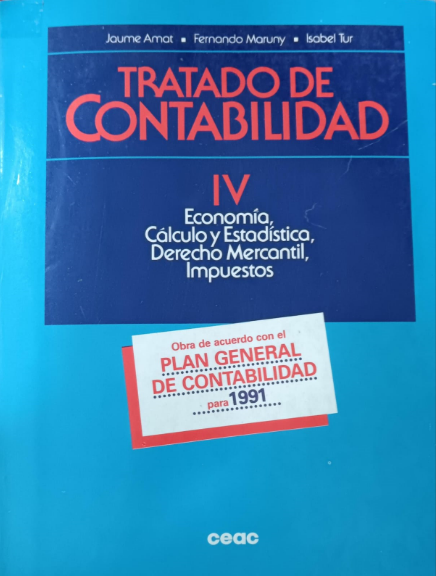 Jaume Amat ▪ Fernando Maruny ▪ Isabel Tur
TRATADO DE
CONTABILIDAD
IV
Economía,
Cálculo y Estadística,
Derecho Mercantil,
Impuestos
Obra de acuerdo con el
PLAN GENERAL
DE CONTABILIDAD
para 1991
ceac